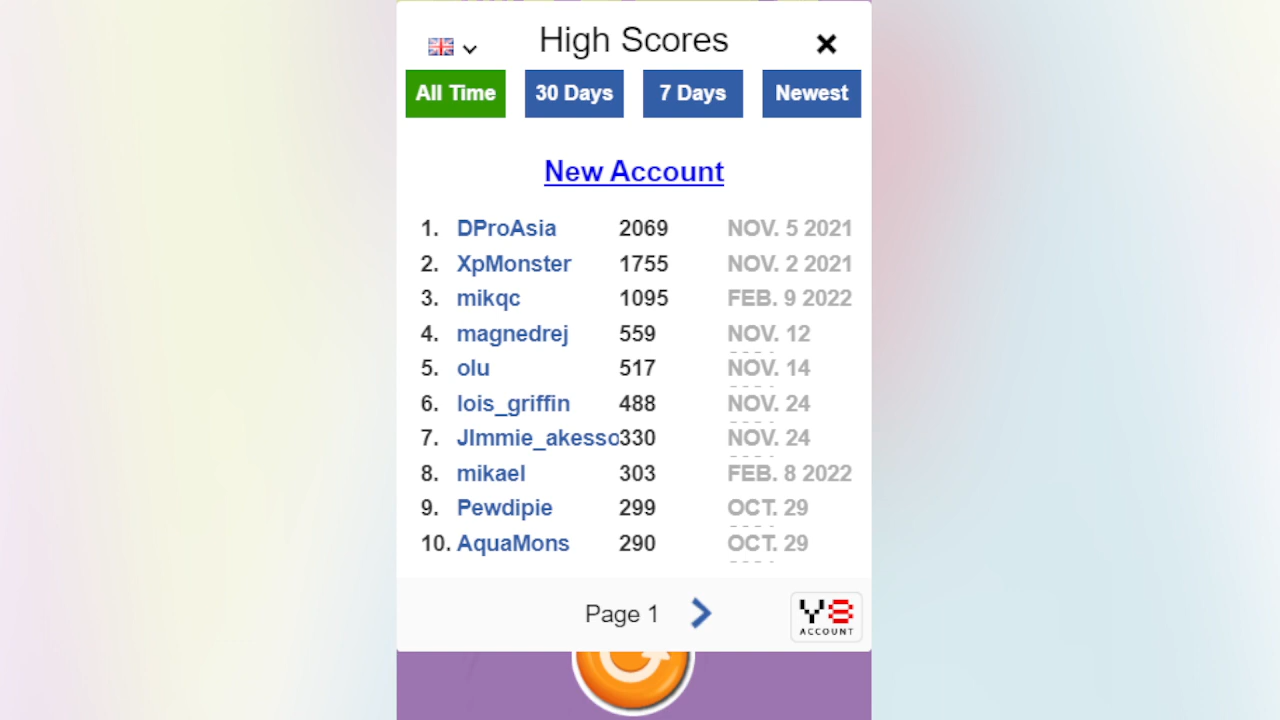 High Scores
All Time 30 Days 7 Days Newest
New Account
1. DProAsia 2069 NOV. 5 2021
2. XpMonster 1755 NOV. 2 2021
3. mikqc 1095 FEB. 9 2022
4. magnedrej 559 NOV. 12
5. olu 517 NOV. 14
6. lois_griffin 488 NOV. 24
7. JImmie_akesso 330 NOV. 24
8. mikael 303 FEB. 8 2022
9. Pewdipie 299 OCT. 29
10. AquaMons 290 OCT. 29
Page 1
Y8
ACCOUNT